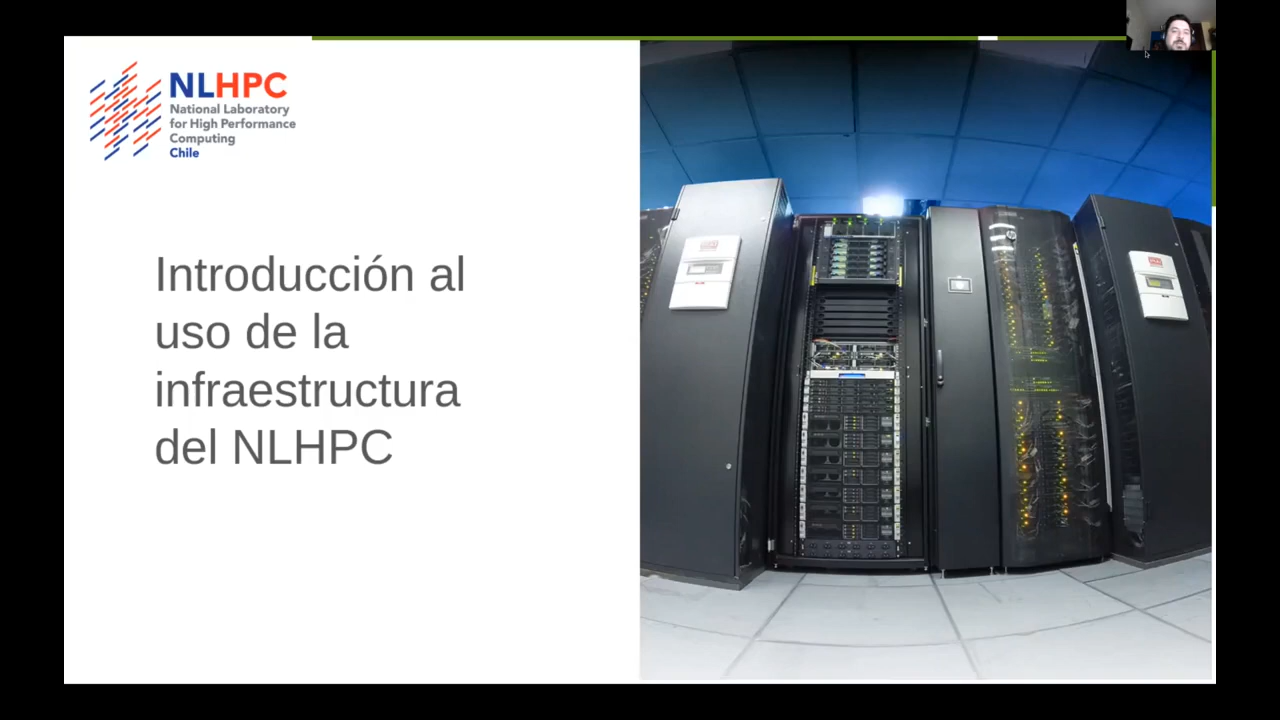 NLHPC
National Laboratory
for High Performance
Computing
Chile
Introducción al
uso de la
infraestructura
del NLHPC